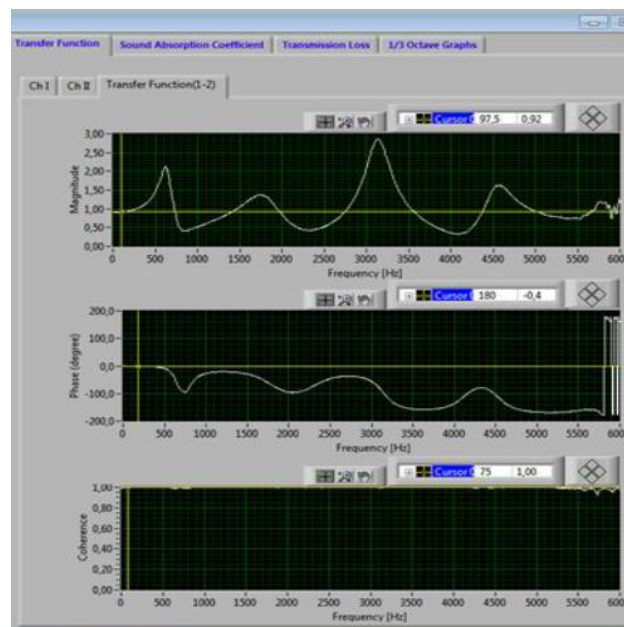 Transfer Function Sound Absorption Coefficient Transmission Loss 1/3 Octave Graphs
Ch I Ch II Transfer Function(1-2)
Cursor 97,5 0,92
3,00
2,50
2,00
1,50
1,00
0,50
0,00
Magnitude
0 500 1000 1500 2000 2500 3000 3500 4000 4500 5000 5500 6000
Frequency [Hz]
Cursor 180 -0,4
200,0
100,0
0,0
-100,0
-200,0
Phase (degree)
0 500 1000 1500 2000 2500 3000 3500 4000 4500 5000 5500 6000
Frequency [Hz]
Cursor 75 1,00
1,00
0,80
0,60
0,40
0,20
0,00
Coherence
0 500 1000 1500 2000 2500 3000 3500 4000 4500 5000 5500 6000
Frequency [Hz]